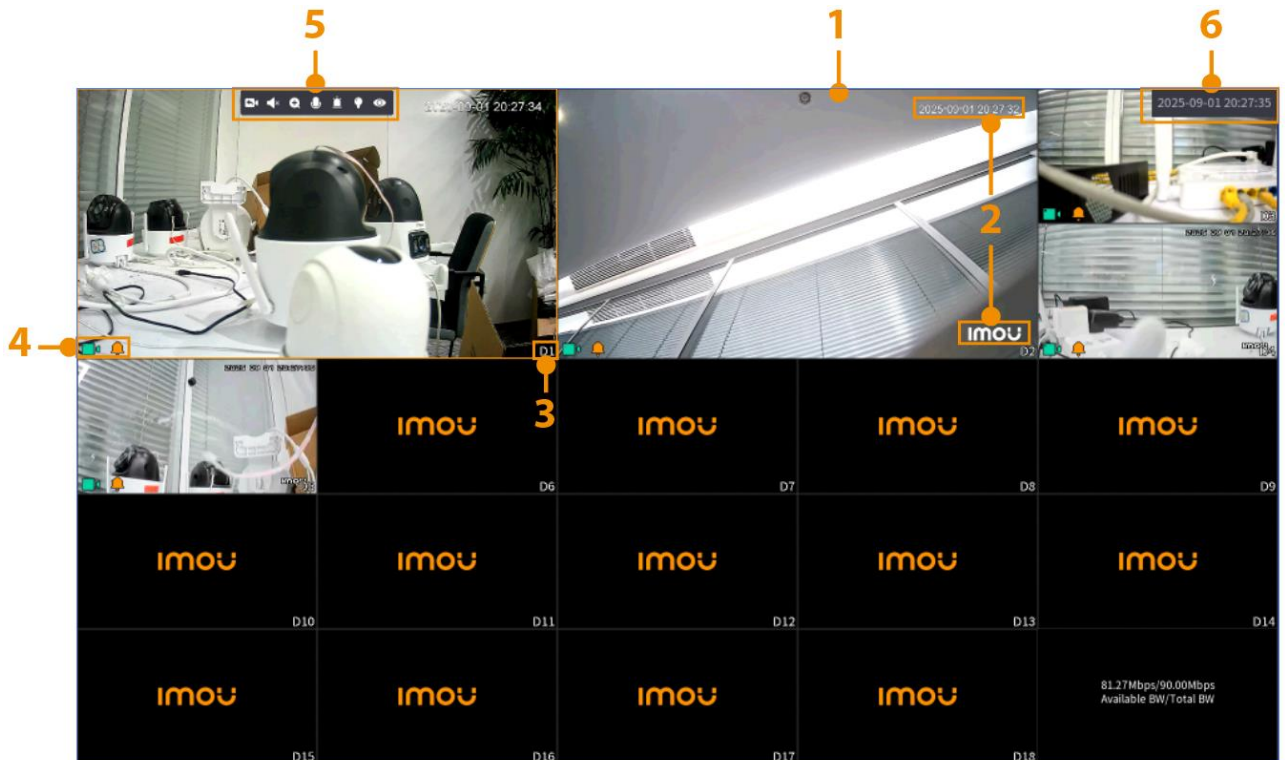 5
1
6
2025-09-01 20:27:34
2025-09-01 20:27:32
2025-09-01 20:27:35
2
D3
imou
4
D1
D2
3
imou
imou
imou
imou
D6
D7
D8
D9
imou
imou
imou
imou
imou
D10
D11
D12
D13
D14
imou
imou
imou
imou
81.27Mbps/90.00Mbps
Available BW/Total BW
D15
D16
D17
D18